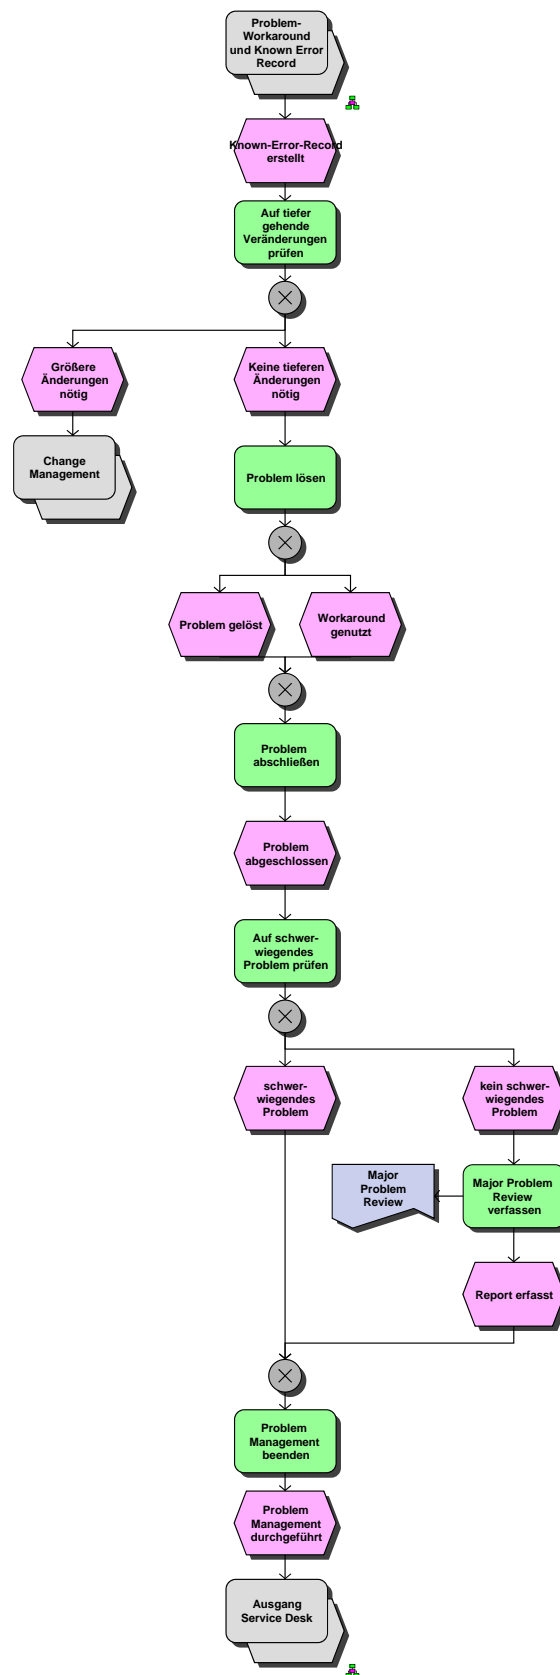 Problem-
Workaround
und Known Error
Record
Known-Error-Record
erstellt
Auf tiefer
gehende
Veränderungen
prüfen
Größere
Änderungen
nötig
Keine tieferen
Änderungen
nötig
Change
Management
Problem lösen
Problem gelöst
Workaround
genutzt
Problem
abschließen
Problem
abgeschlossen
Auf schwer-
wiegendes
Problem prüfen
schwer-
wiegendes
Problem
kein schwer-
wiegendes
Problem
Major
Problem
Review
Major Problem
Review
verfassen
Report erfasst
Problem
Management
beenden
Problem
Management
durchgeführt
Ausgang
Service Desk